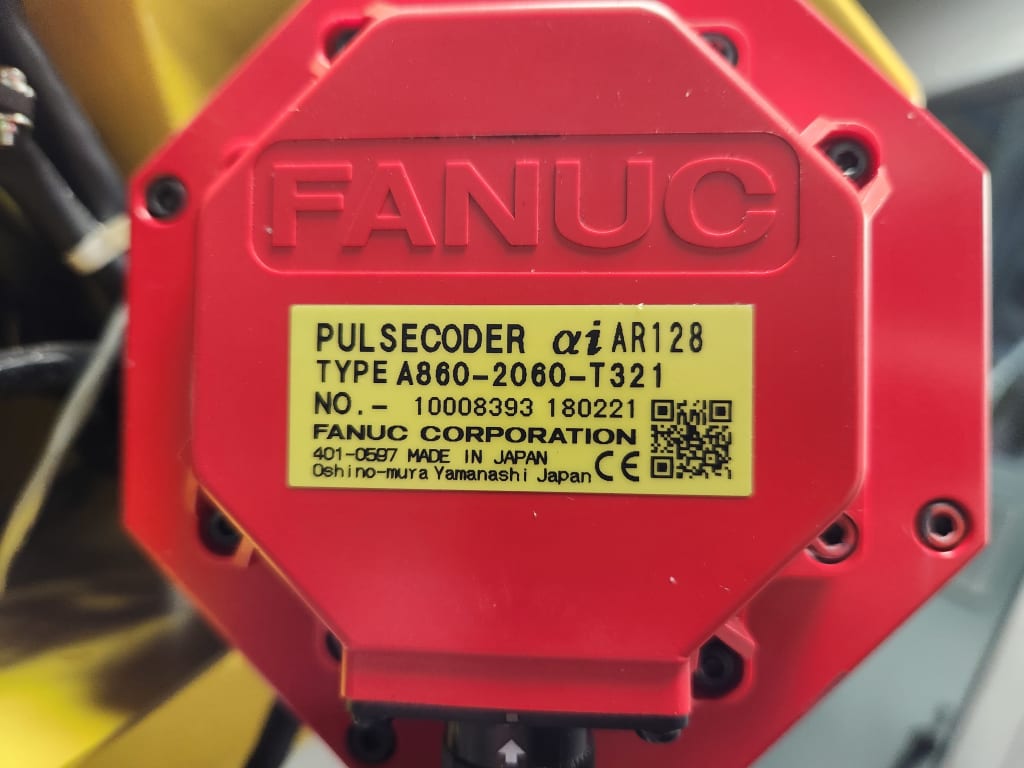 FANUC
PULSECODER αi AR128
TYPE A860-2060-T321
NO.- 10008393 180221
FANUC CORPORATION
401-0597 MADE IN JAPAN
Oshino-mura Yamanashi Japan CE